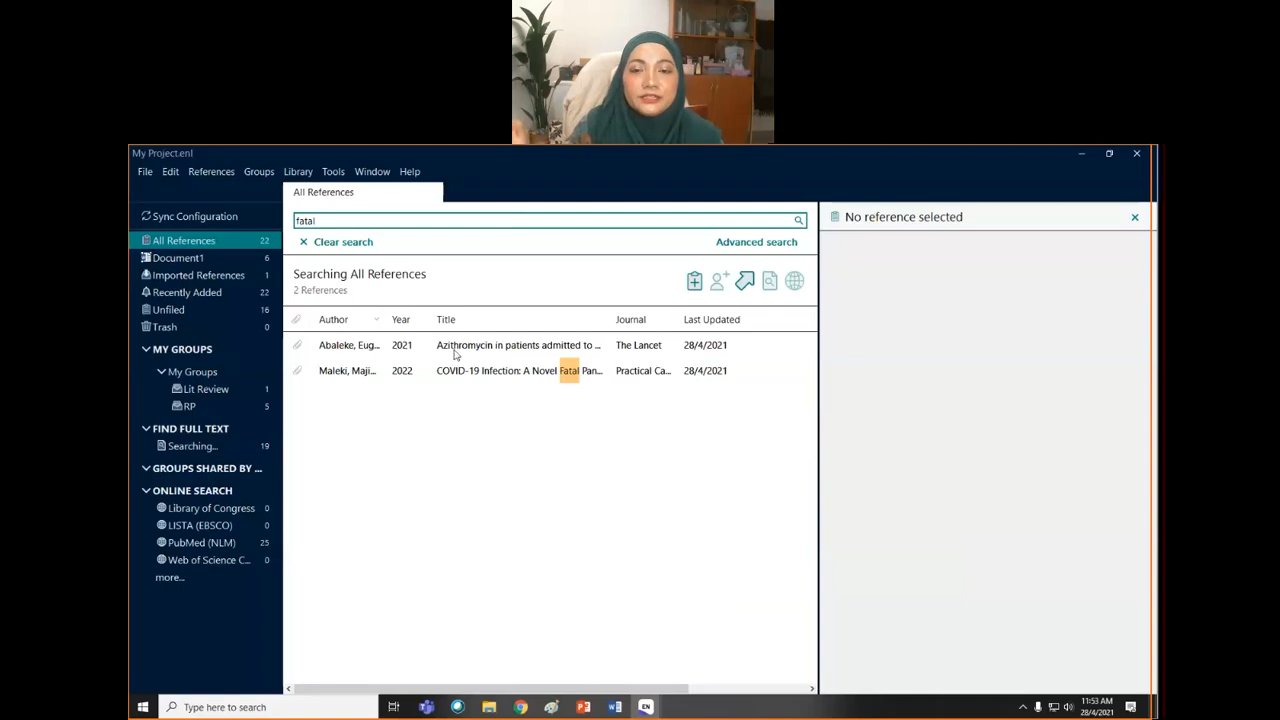 My Project.enl
File Edit References Groups Library Tools Window Help
All References
Sync Configuration
All References 22
Document1 6
Imported References 1
Recently Added 22
Unfiled 16
Trash
MY GROUPS
My Groups
Lit Review 1
RP 5
FIND FULL TEXT
Searching... 19
GROUPS SHARED BY ...
ONLINE SEARCH
Library of Congress 0
LISTA (EBSCO) 0
PubMed (NLM) 25
Web of Science C... 0
more...
fatal
Clear search Advanced search
Searching All References
2 References
Author Year Title Journal Last Updated
Abaleke, Eug... 2021 Azithromycin in patients admitted to ... The Lancet 28/4/2021
Maleki, Maji... 2022 COVID-19 Infection: A Novel Fatal Pan... Practical Ca... 28/4/2021
No reference selected
Type here to search
EN
11:53 AM
28/4/2021